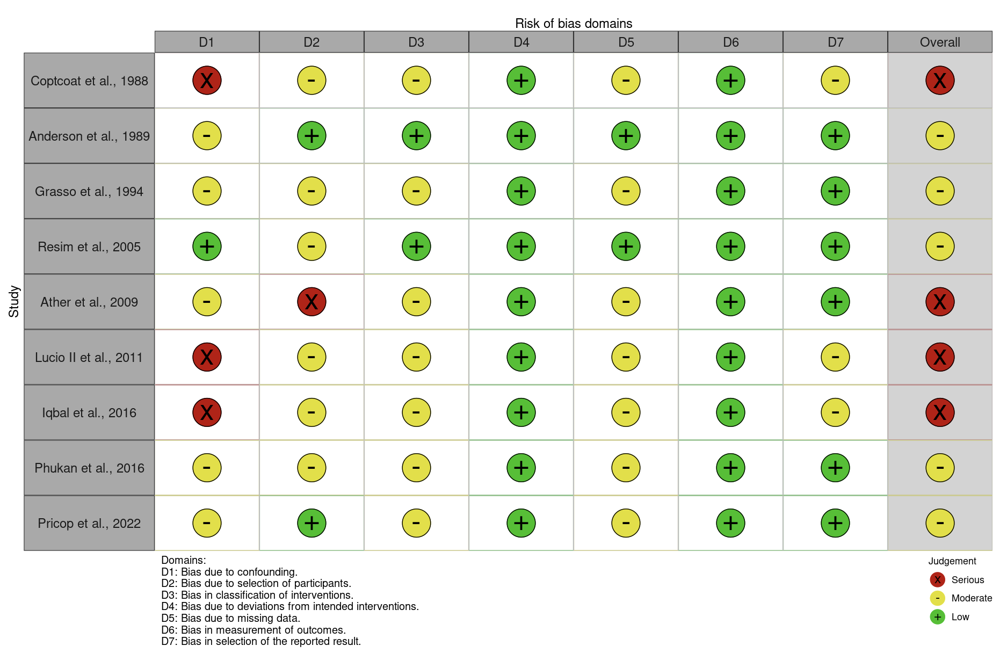 Risk of bias domains
D1 D2 D3 D4 D5 D6 D7 Overall
Coptcoat et al., 1988 X - - + - + - X
Anderson et al., 1989 - + + + + + + -
Grasso et al., 1994 - - - + - + + -
Resim et al., 2005 + - + + + + + -
Study
Ather et al., 2009 - X - + - + + X
Lucio II et al., 2011 X - - + - + - X
Iqbal et al., 2016 X - - + - + - X
Phukan et al., 2016 - - - + - + + -
Pricop et al., 2022 - + - + - + + -
Domains:
D1: Bias due to confounding.
D2: Bias due to selection of participants.
D3: Bias in classification of interventions.
D4: Bias due to deviations from intended interventions.
D5: Bias due to missing data.
D6: Bias in measurement of outcomes.
D7: Bias in selection of the reported result.
Judgement
X Serious
- Moderate
+ Low